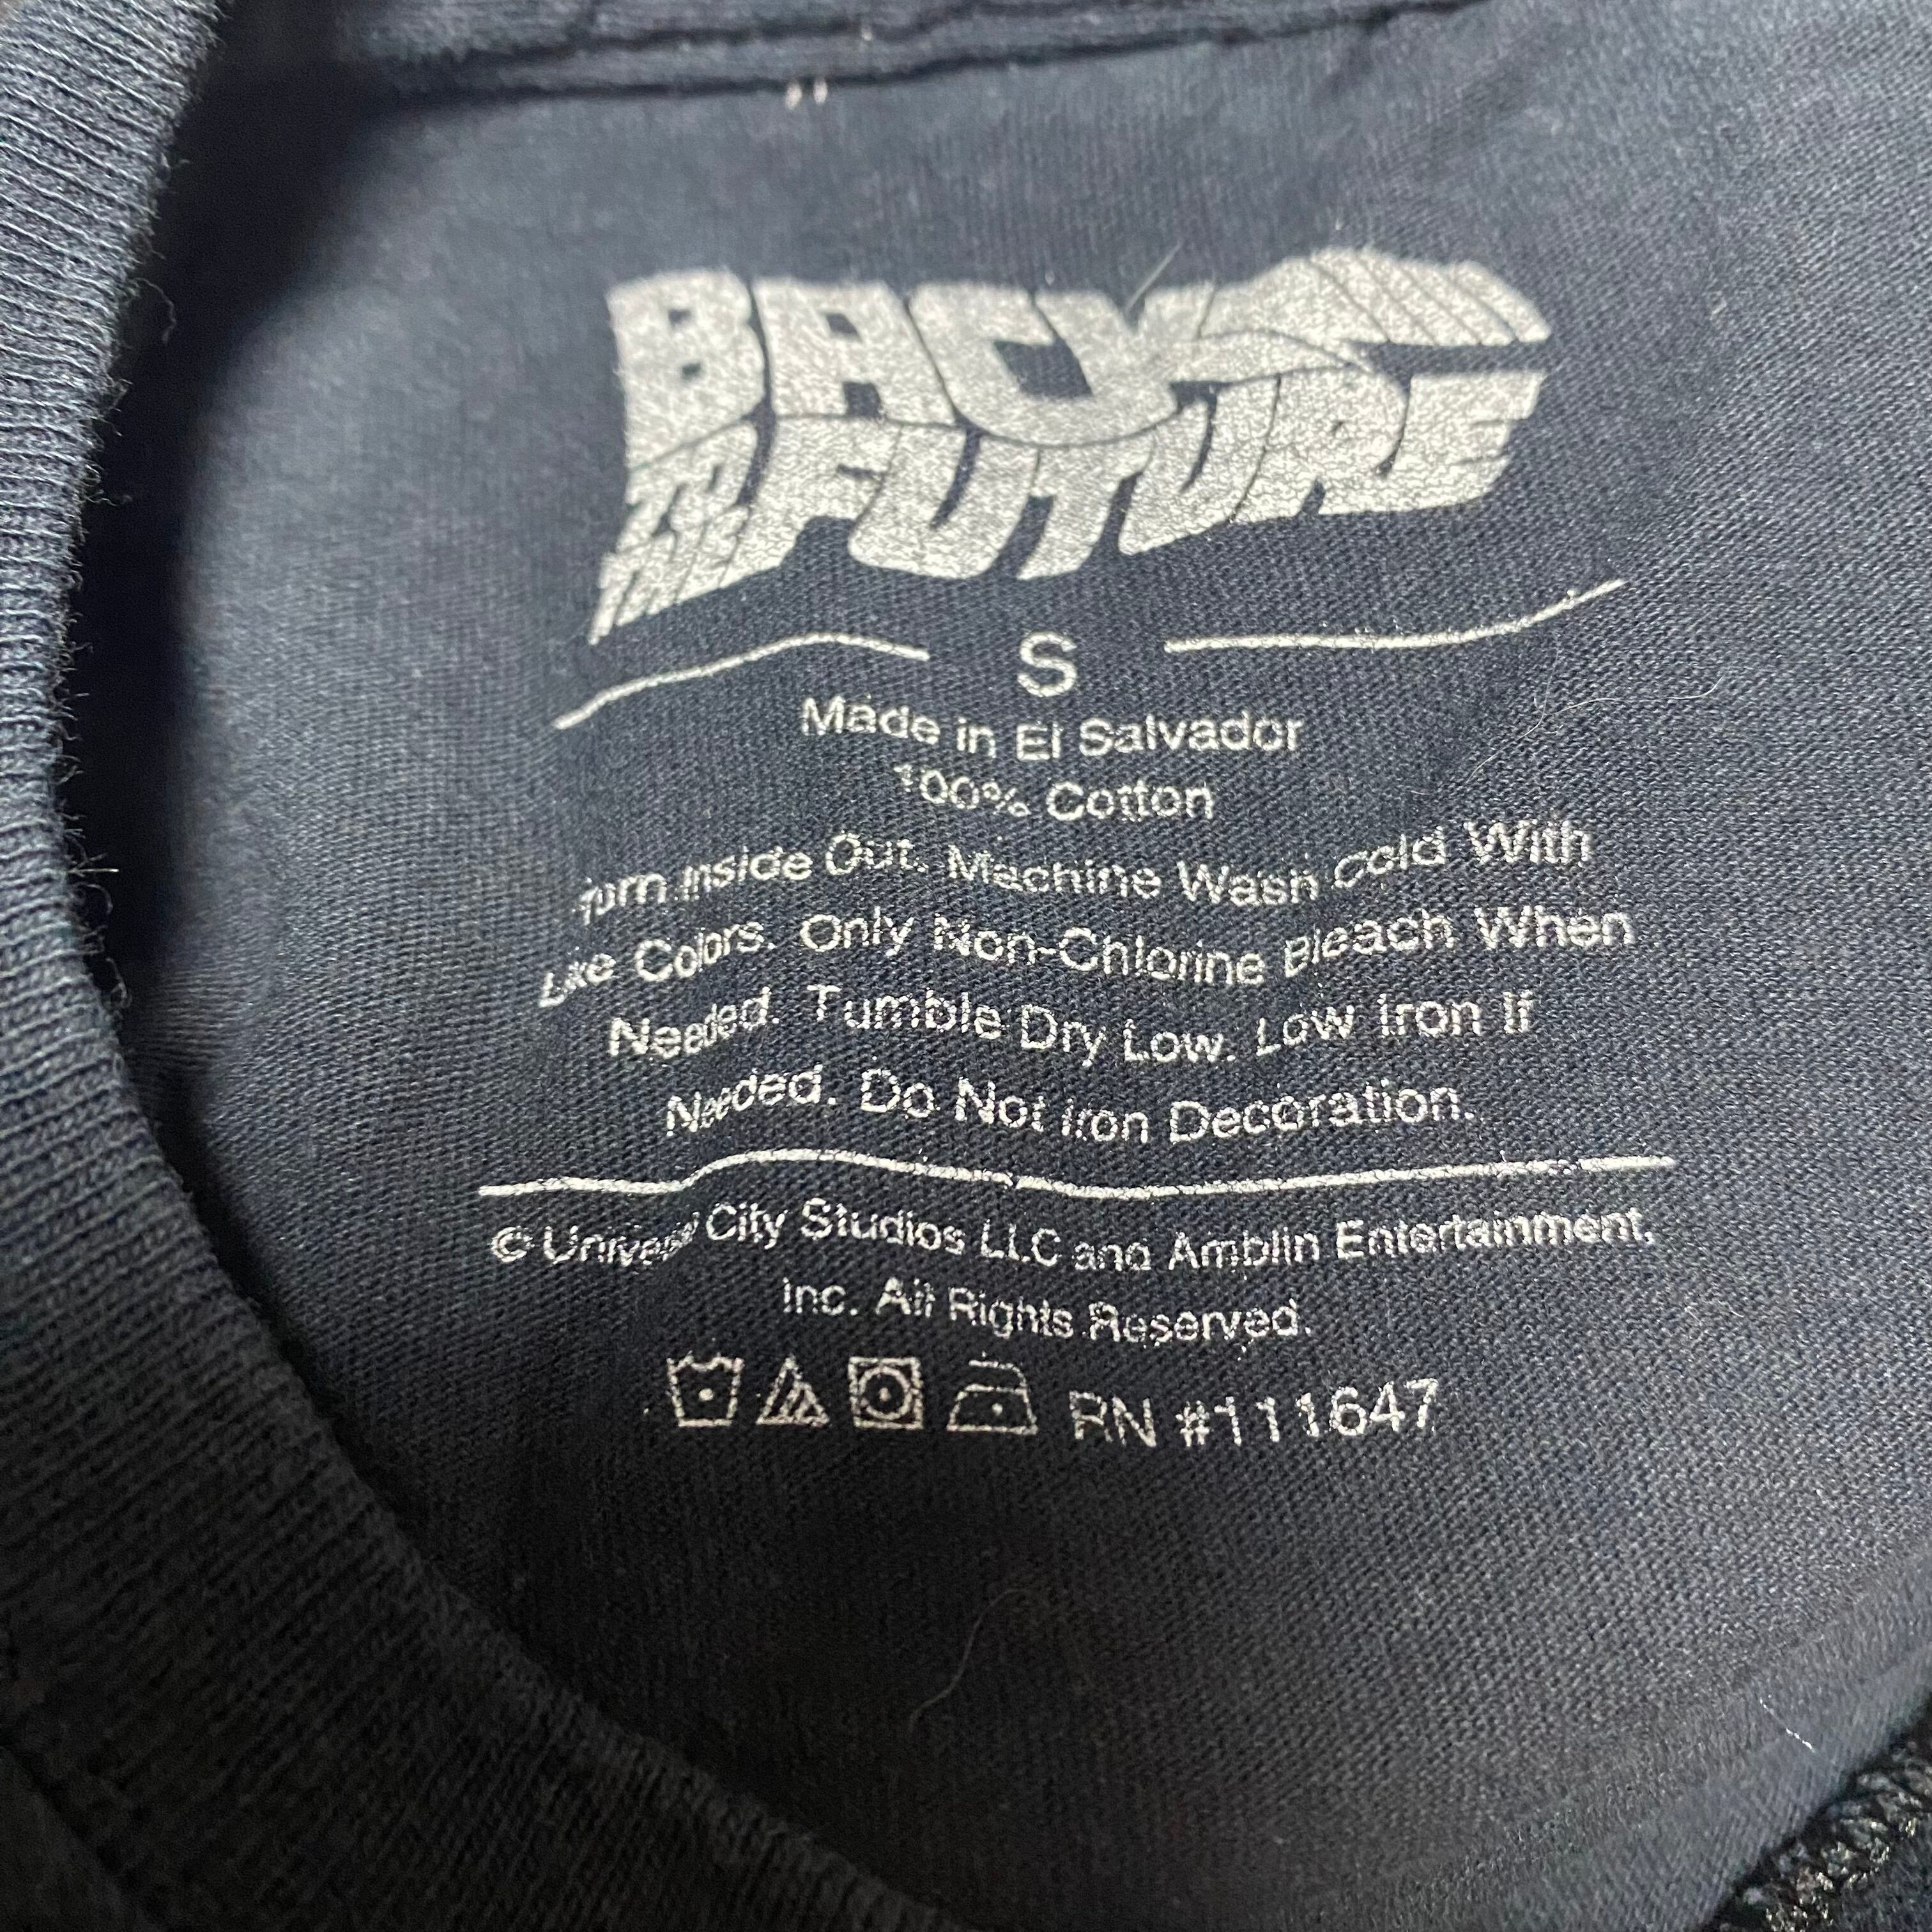 BACK
TO THE FUTURE
S
Made in El Salvador
100% Cotton
Turn Inside Out. Machine Wash Cold With
Like Colors. Only Non-Chlorine Bleach When
Needed. Tumble Dry Low. Low Iron If
Needed. Do Not Iron Decoration.
© Universal City Studios LLC and Amblin Entertainment,
Inc. All Rights Reserved.
RN #111647